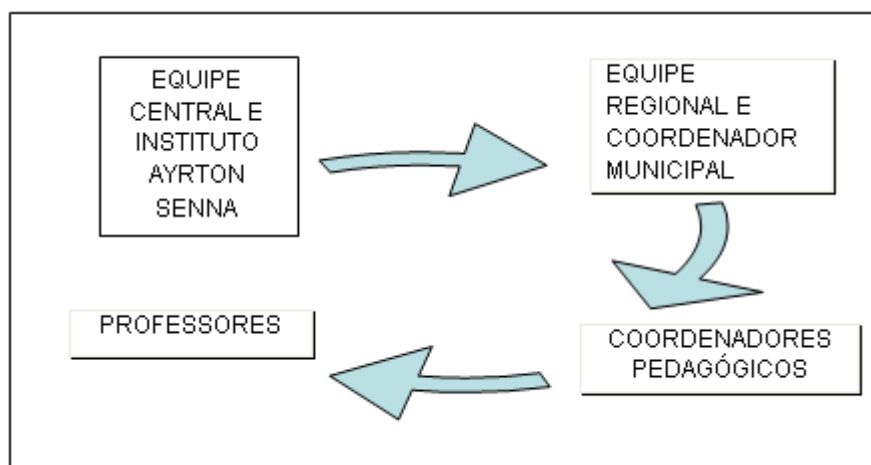 EQUIPE
CENTRAL E
INSTITUTO
AYRTON
SENNA
EQUIPE
REGIONAL E
COORDENADOR
MUNICIPAL
COORDENADORES
PEDAGÓGICOS
PROFESSORES